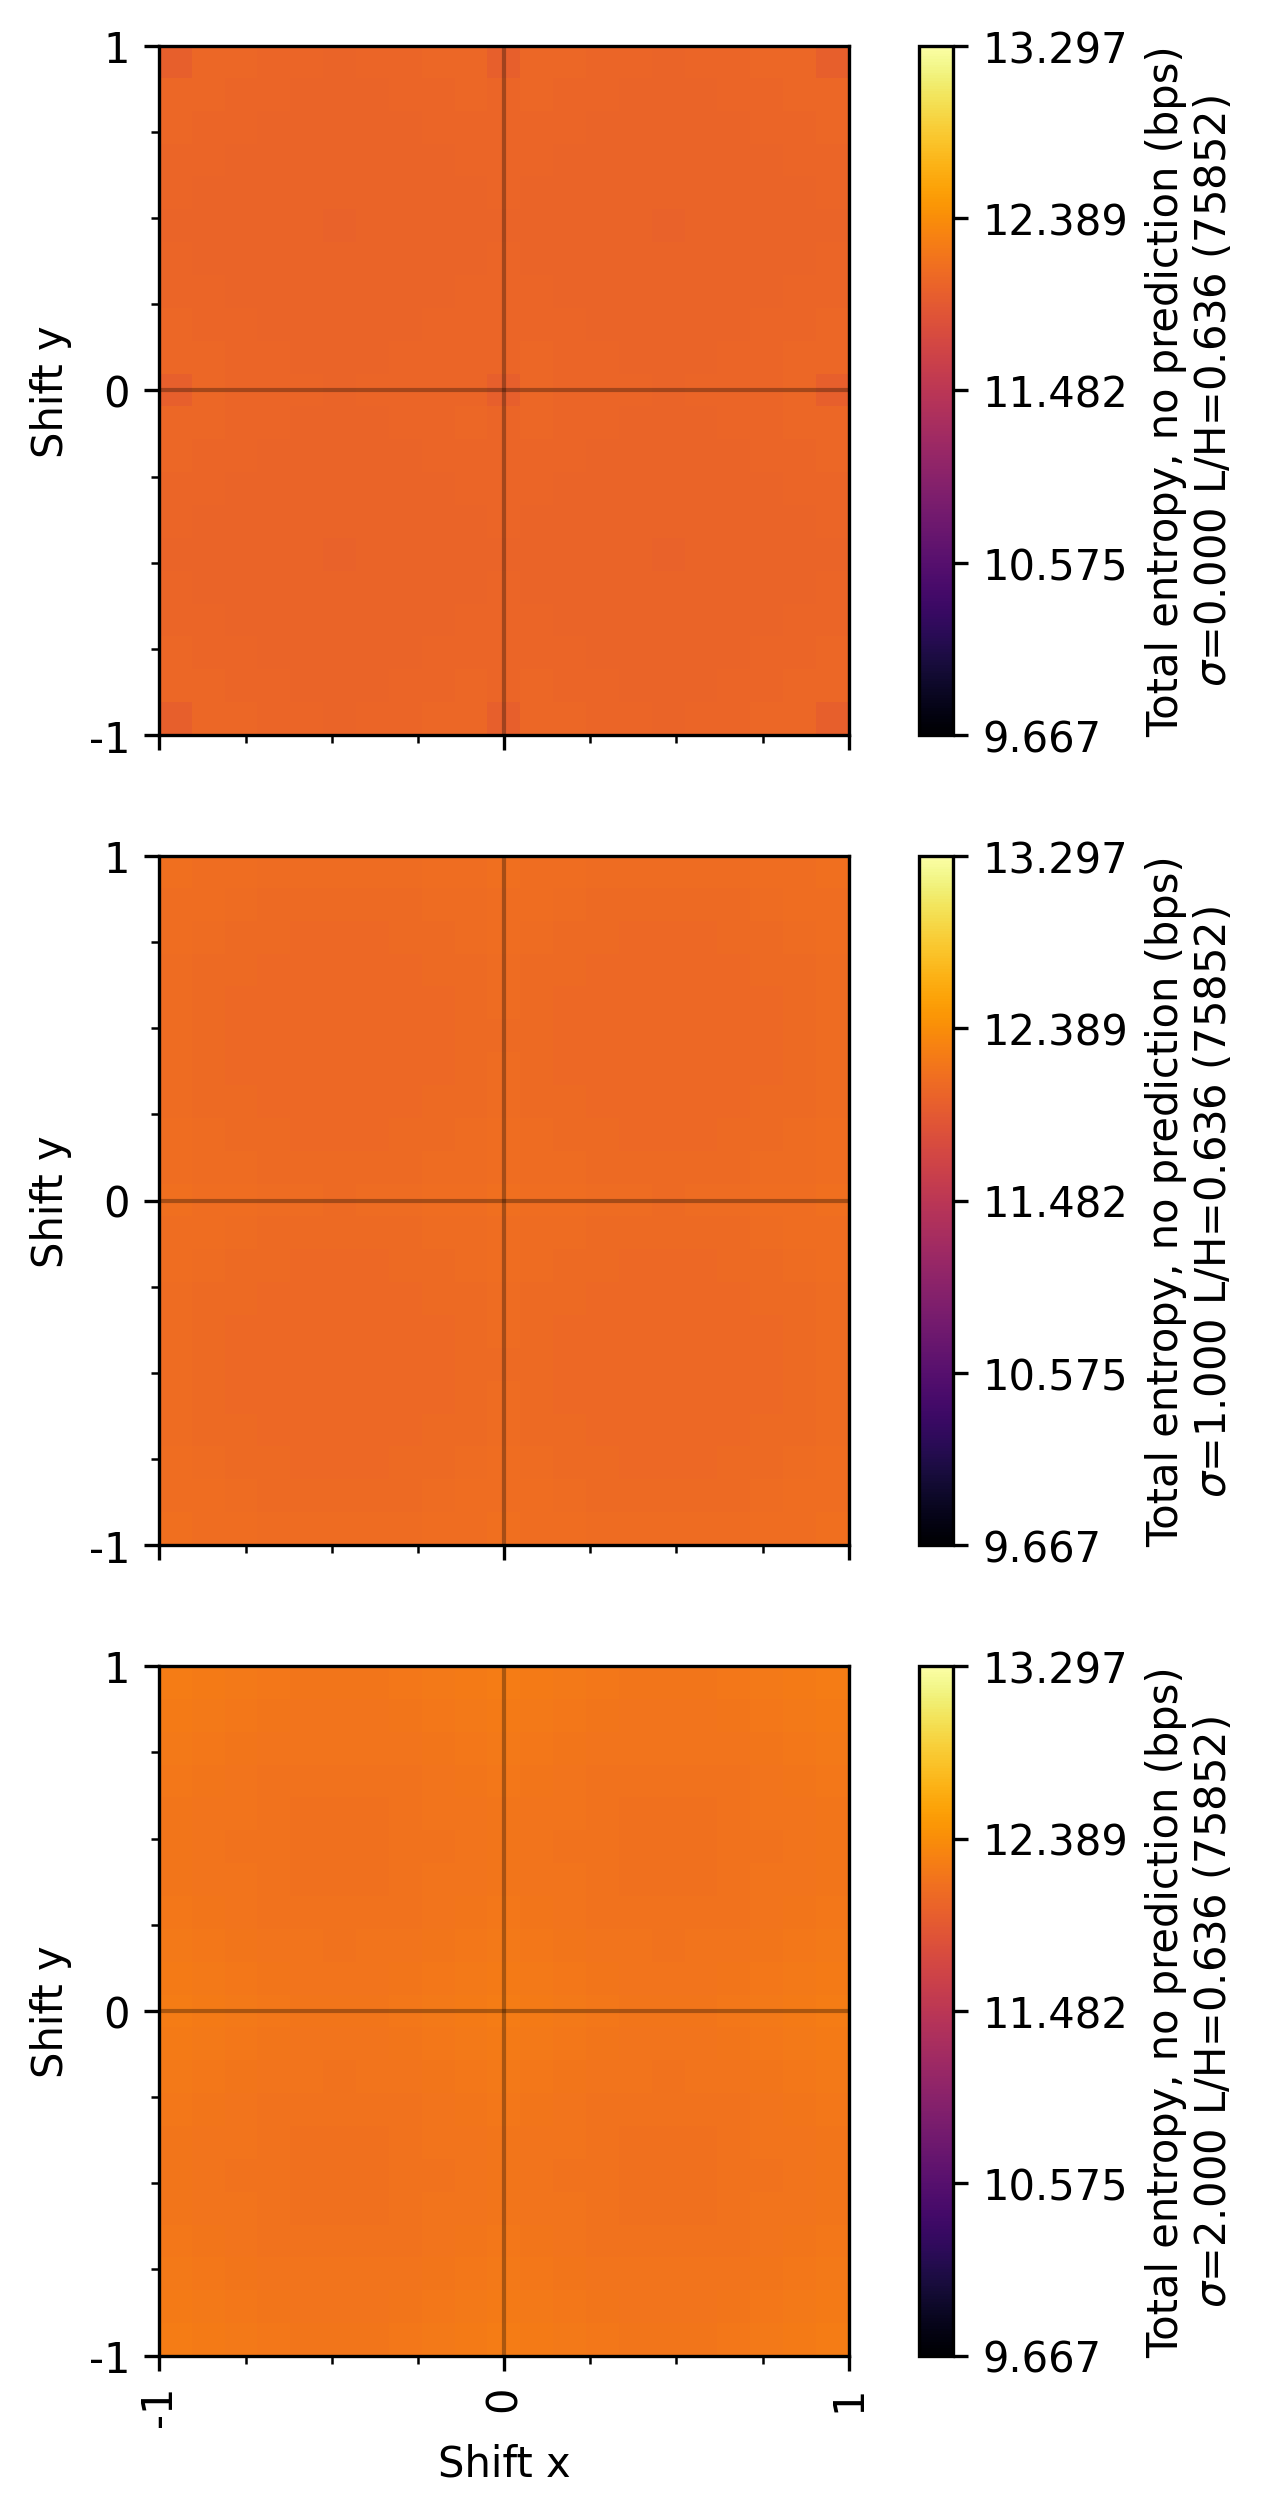 1
0
-1
Shift y
13.297
12.389
11.482
10.575
9.667
Total entropy, no prediction (bps)
σ=0.000 L/H=0.636 (75852)
1
0
-1
Shift y
13.297
12.389
11.482
10.575
9.667
Total entropy, no prediction (bps)
σ=1.000 L/H=0.636 (75852)
1
0
-1
Shift y
13.297
12.389
11.482
10.575
9.667
Total entropy, no prediction (bps)
σ=2.000 L/H=0.636 (75852)
-1
0
1
Shift x